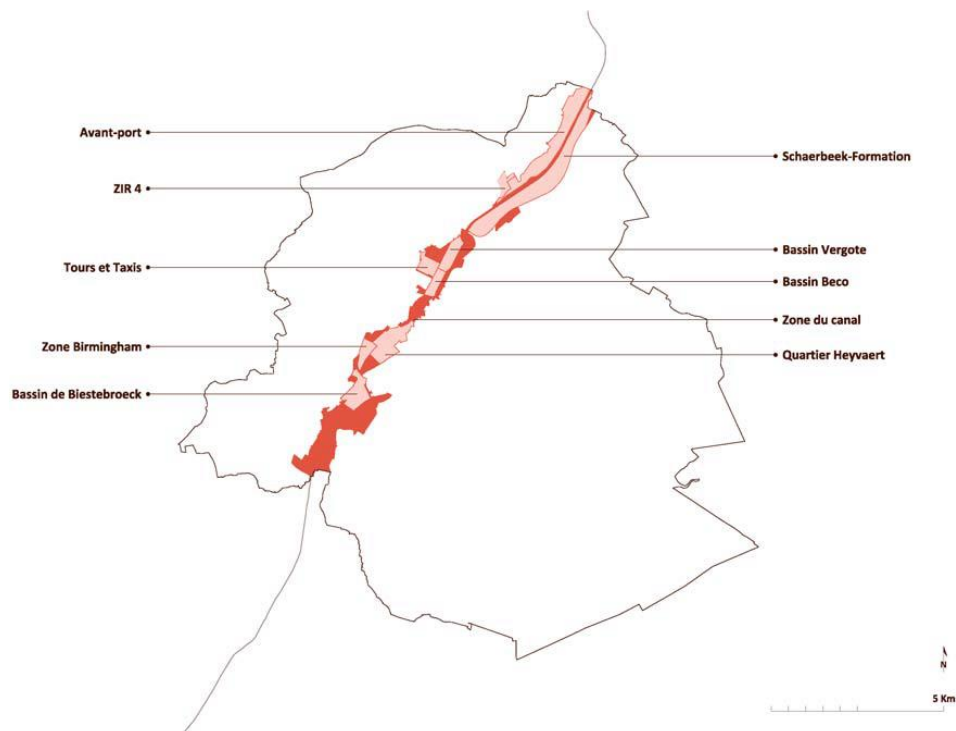 Avant-port
Schaerbeek-Formation
ZIR 4
Bassin Vergote
Tours et Taxis
Bassin Beco
Zone du canal
Zone Birmingham
Quartier Heyvaert
Bassin de Biestebroeck
N
5 Km